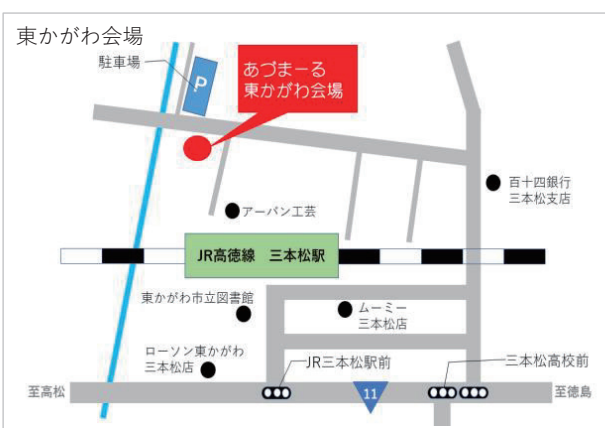 東かがわ会場
駐車場
P
あづまーる
東かがわ会場
百十四銀行
三本松支店
アーバン工芸
JR高徳線 三本松駅
東かがわ市立図書館
ムーミー
三本松店
ローソン東かがわ
三本松店
JR三本松駅前
三本松高校前
至高松
11
至徳島